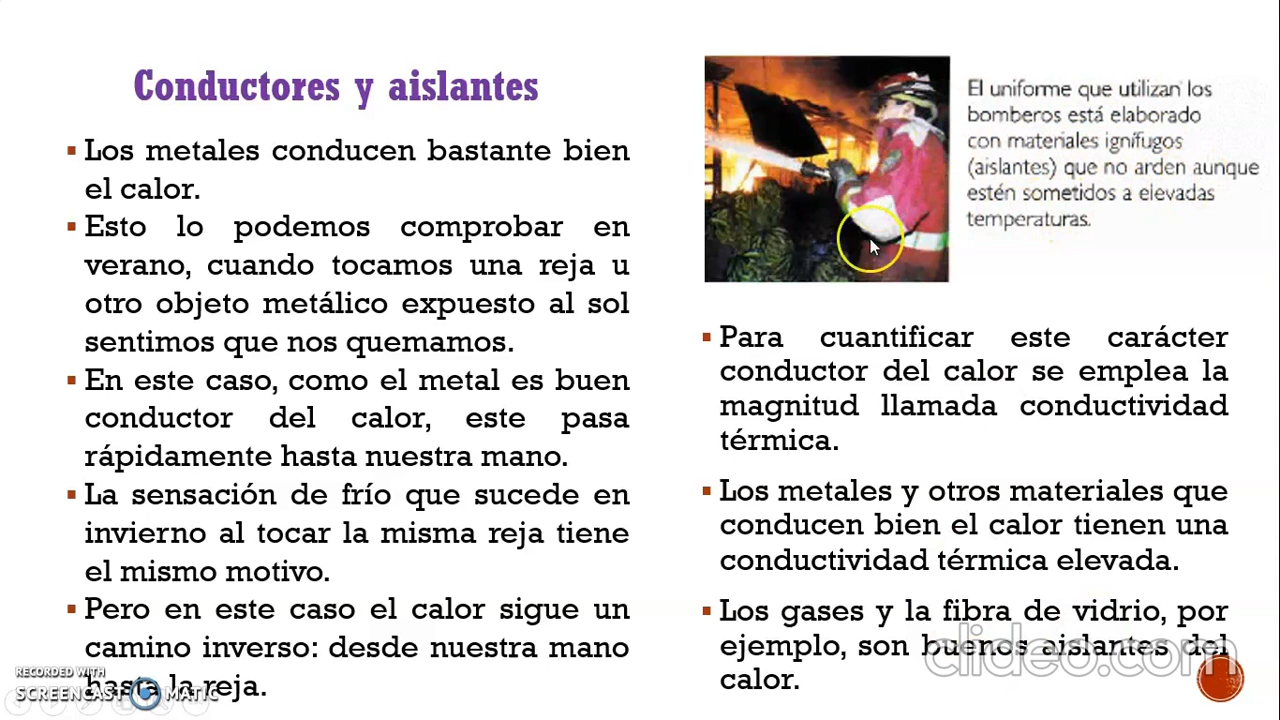 Conductores y aislantes
Los metales conducen bastante bien
el calor.
Esto lo podemos comprobar en
verano, cuando tocamos una reja u
otro objeto metálico expuesto al sol
sentimos que nos quemamos.
En este caso, como el metal es buen
conductor del calor, este pasa
rápidamente hasta nuestra mano.
La sensación de frío que sucede en
invierno al tocar la misma reja tiene
el mismo motivo.
Pero en este caso el calor sigue un
camino inverso: desde nuestra mano
hasta la reja.
El uniforme que utilizan los
bomberos está elaborado
con materiales ignífugos
(aislantes) que no arden aunque
estén sometidos a elevadas
temperaturas.
Para cuantificar este carácter
conductor del calor se emplea la
magnitud llamada conductividad
térmica.
Los metales y otros materiales que
conducen bien el calor tienen una
conductividad térmica elevada.
Los gases y la fibra de vidrio, por
ejemplo, son buenos aislantes del
calor.
clideo.com
RECORDED WITH
SCREENCAST MATIC